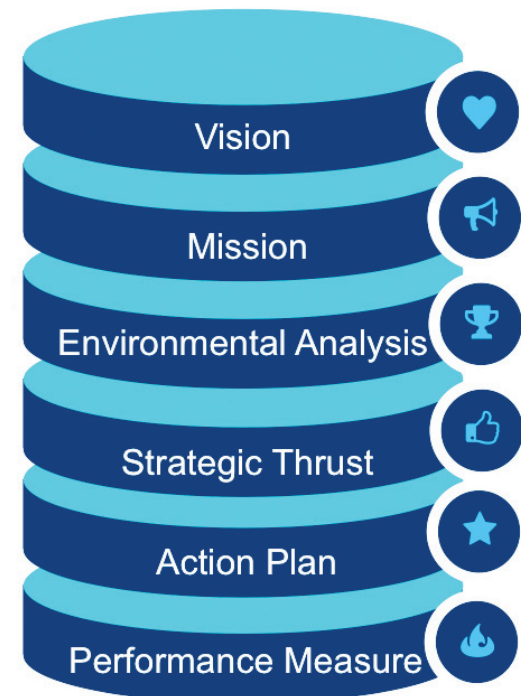 Vision
Mission
Environmental Analysis
Strategic Thrust
Action Plan
Performance Measure